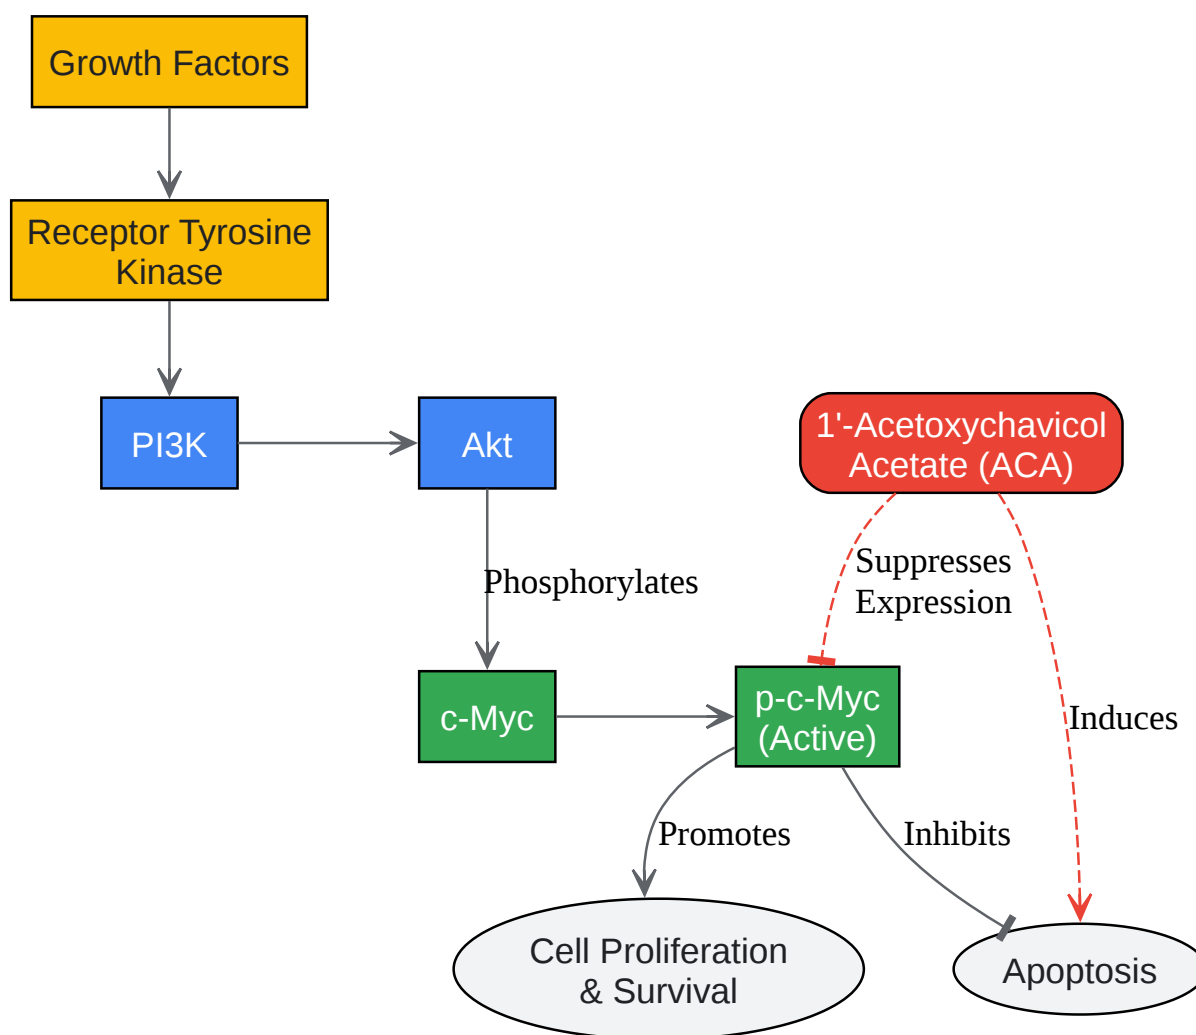 Growth Factors
Receptor Tyrosine
Kinase
PI3K
Akt
1'-Acetoxychavicol
Acetate (ACA)
Suppresses
Expression
Phosphorylates
c-Myc
p-c-Myc
(Active)
Induces
Promotes
Inhibits
Cell Proliferation
& Survival
Apoptosis